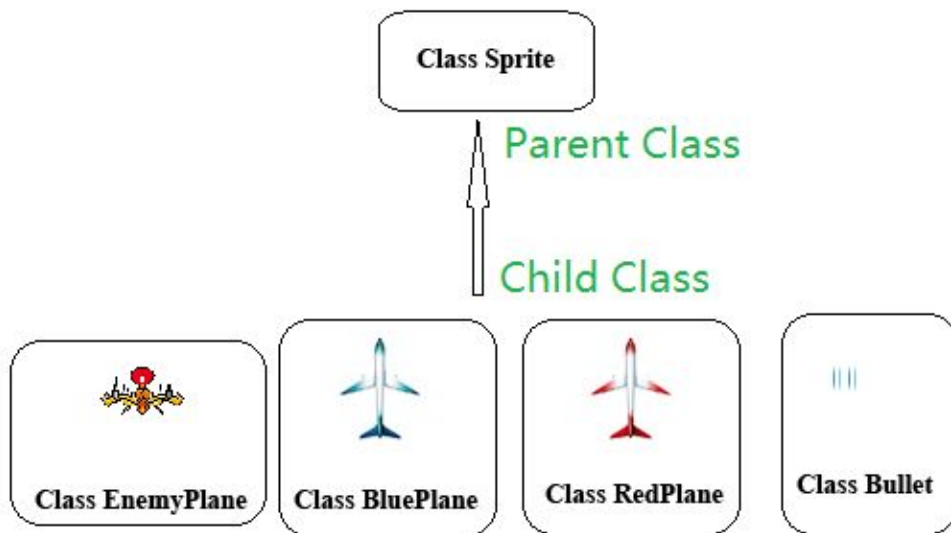 Class Sprite
Parent Class
Child Class
Class EnemyPlane
Class BluePlane
Class RedPlane
Class Bullet